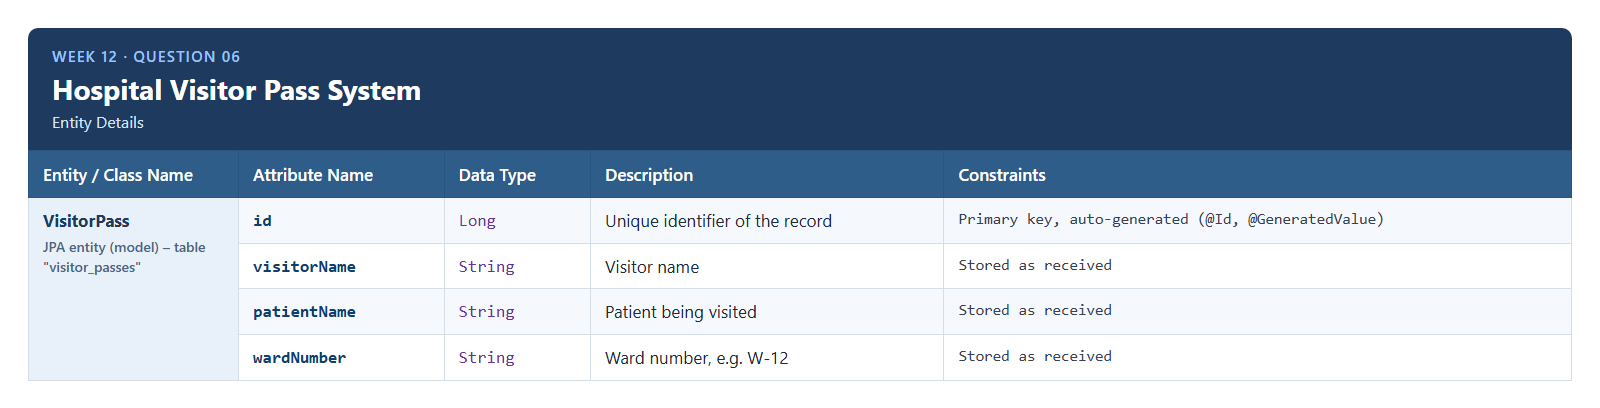 WEEK 12 · QUESTION 06
Hospital Visitor Pass System
Entity Details
Entity / Class Name Attribute Name Data Type Description Constraints
VisitorPass id Long Unique identifier of the record Primary key, auto-generated (@Id, @GeneratedValue)
JPA entity (model) – table
"visitor_passes"
visitorName String Visitor name Stored as received
patientName String Patient being visited Stored as received
wardNumber String Ward number, e.g. W-12 Stored as received